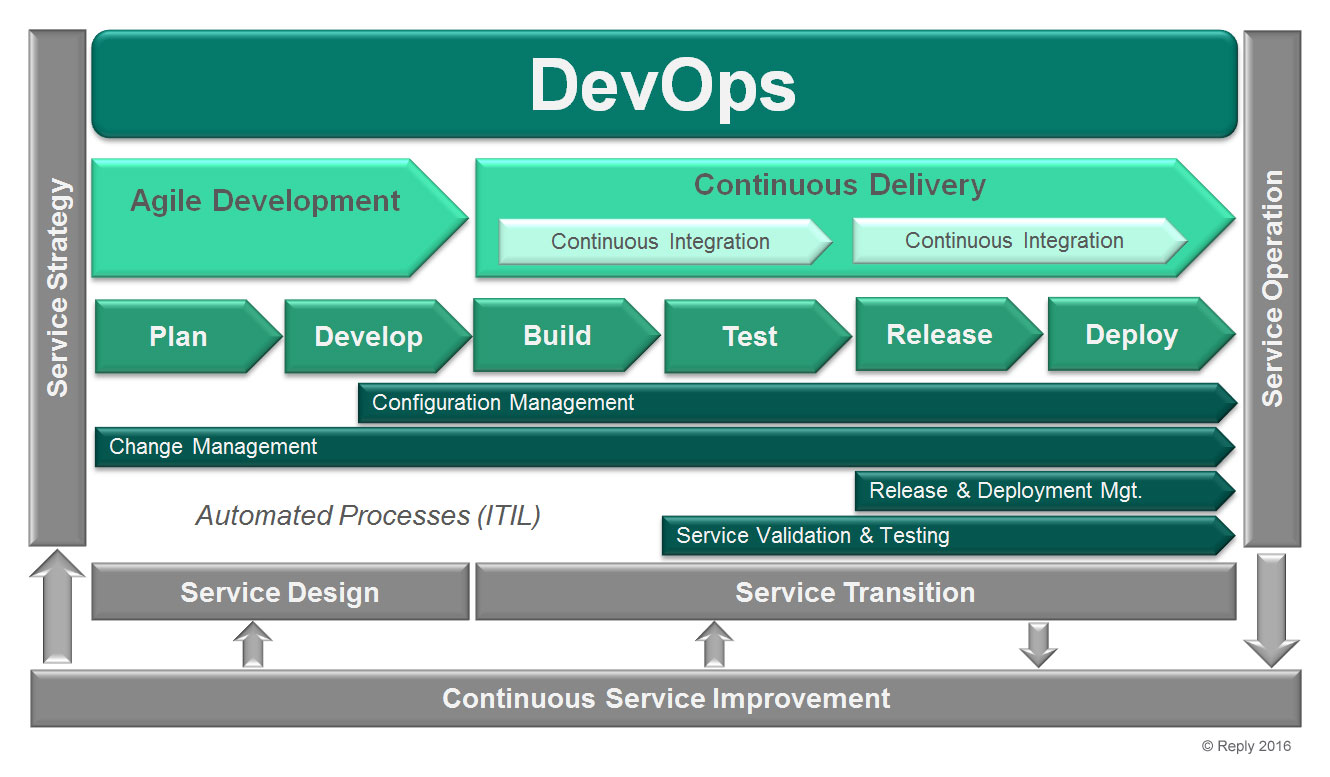 DevOps
Service Strategy
Service Operation
Agile Development
Continuous Delivery
Continuous Integration
Continuous Integration
Plan
Develop
Build
Test
Release
Deploy
Configuration Management
Change Management
Release & Deployment Mgt.
Automated Processes (ITIL)
Service Validation & Testing
Service Design
Service Transition
Continuous Service Improvement
© Reply 2016